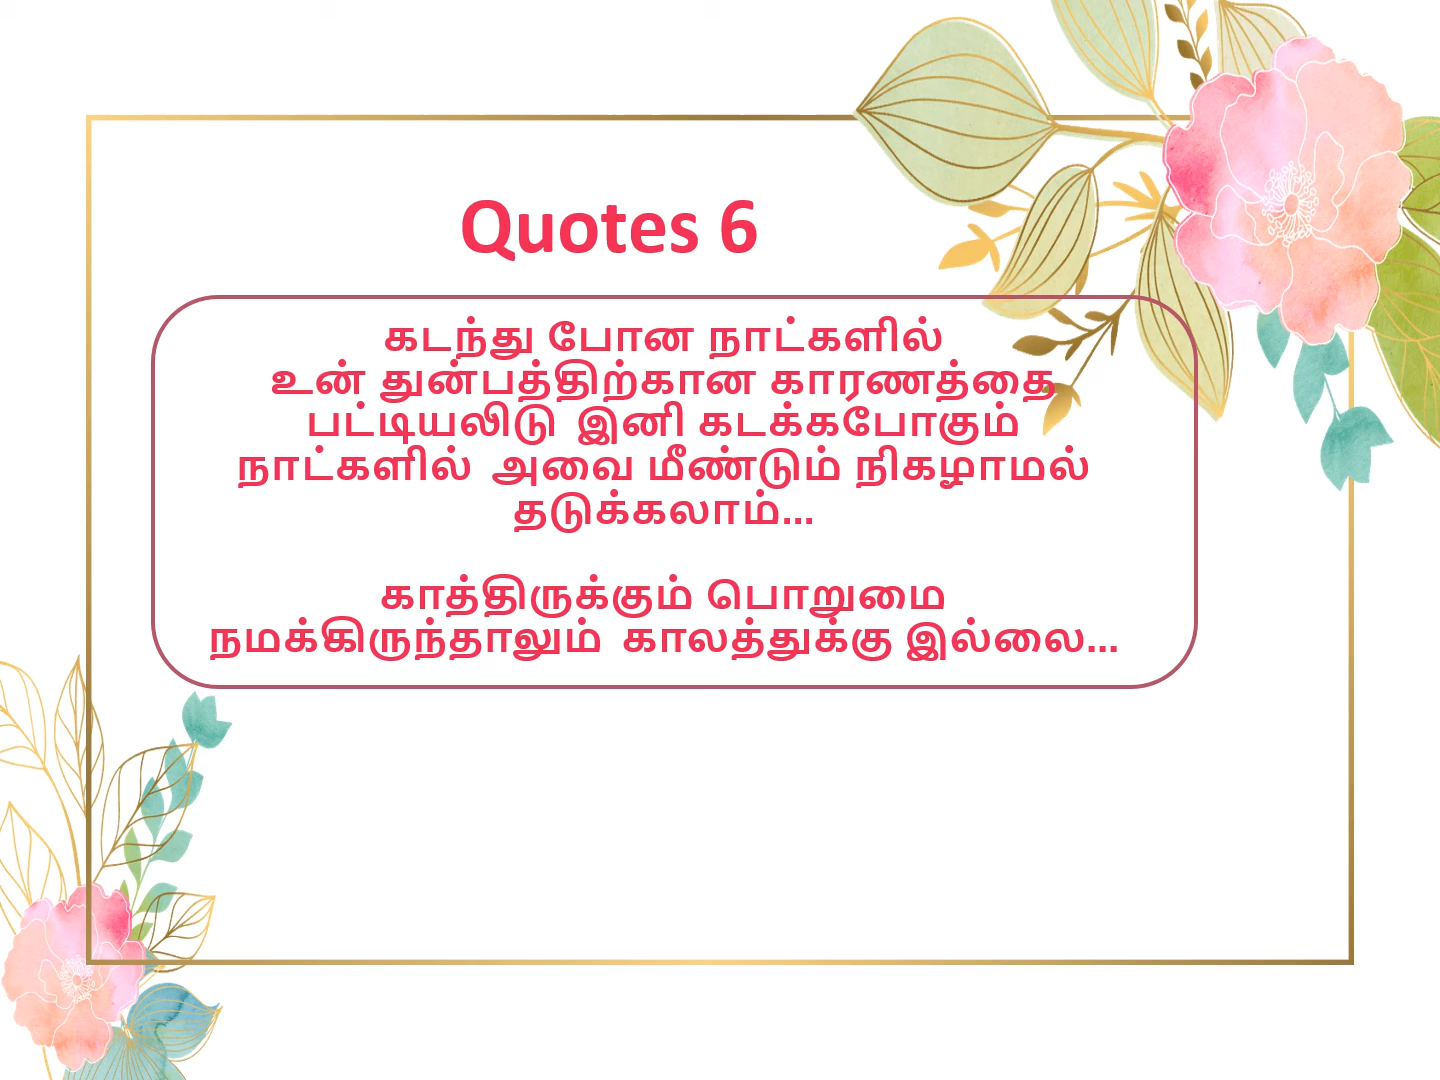 Quotes 6
கடந்து போன நாட்களில்
உன் துன்பத்திற்கான காரணத்தை
பட்டியலிடு இனி கடக்கபோகும்
நாட்களில் அவை மீண்டும் நிகழாமல்
தடுக்கலாம்...
காத்திருக்கும் பொறுமை
நமக்கிருந்தாலும் காலத்துக்கு இல்லை...